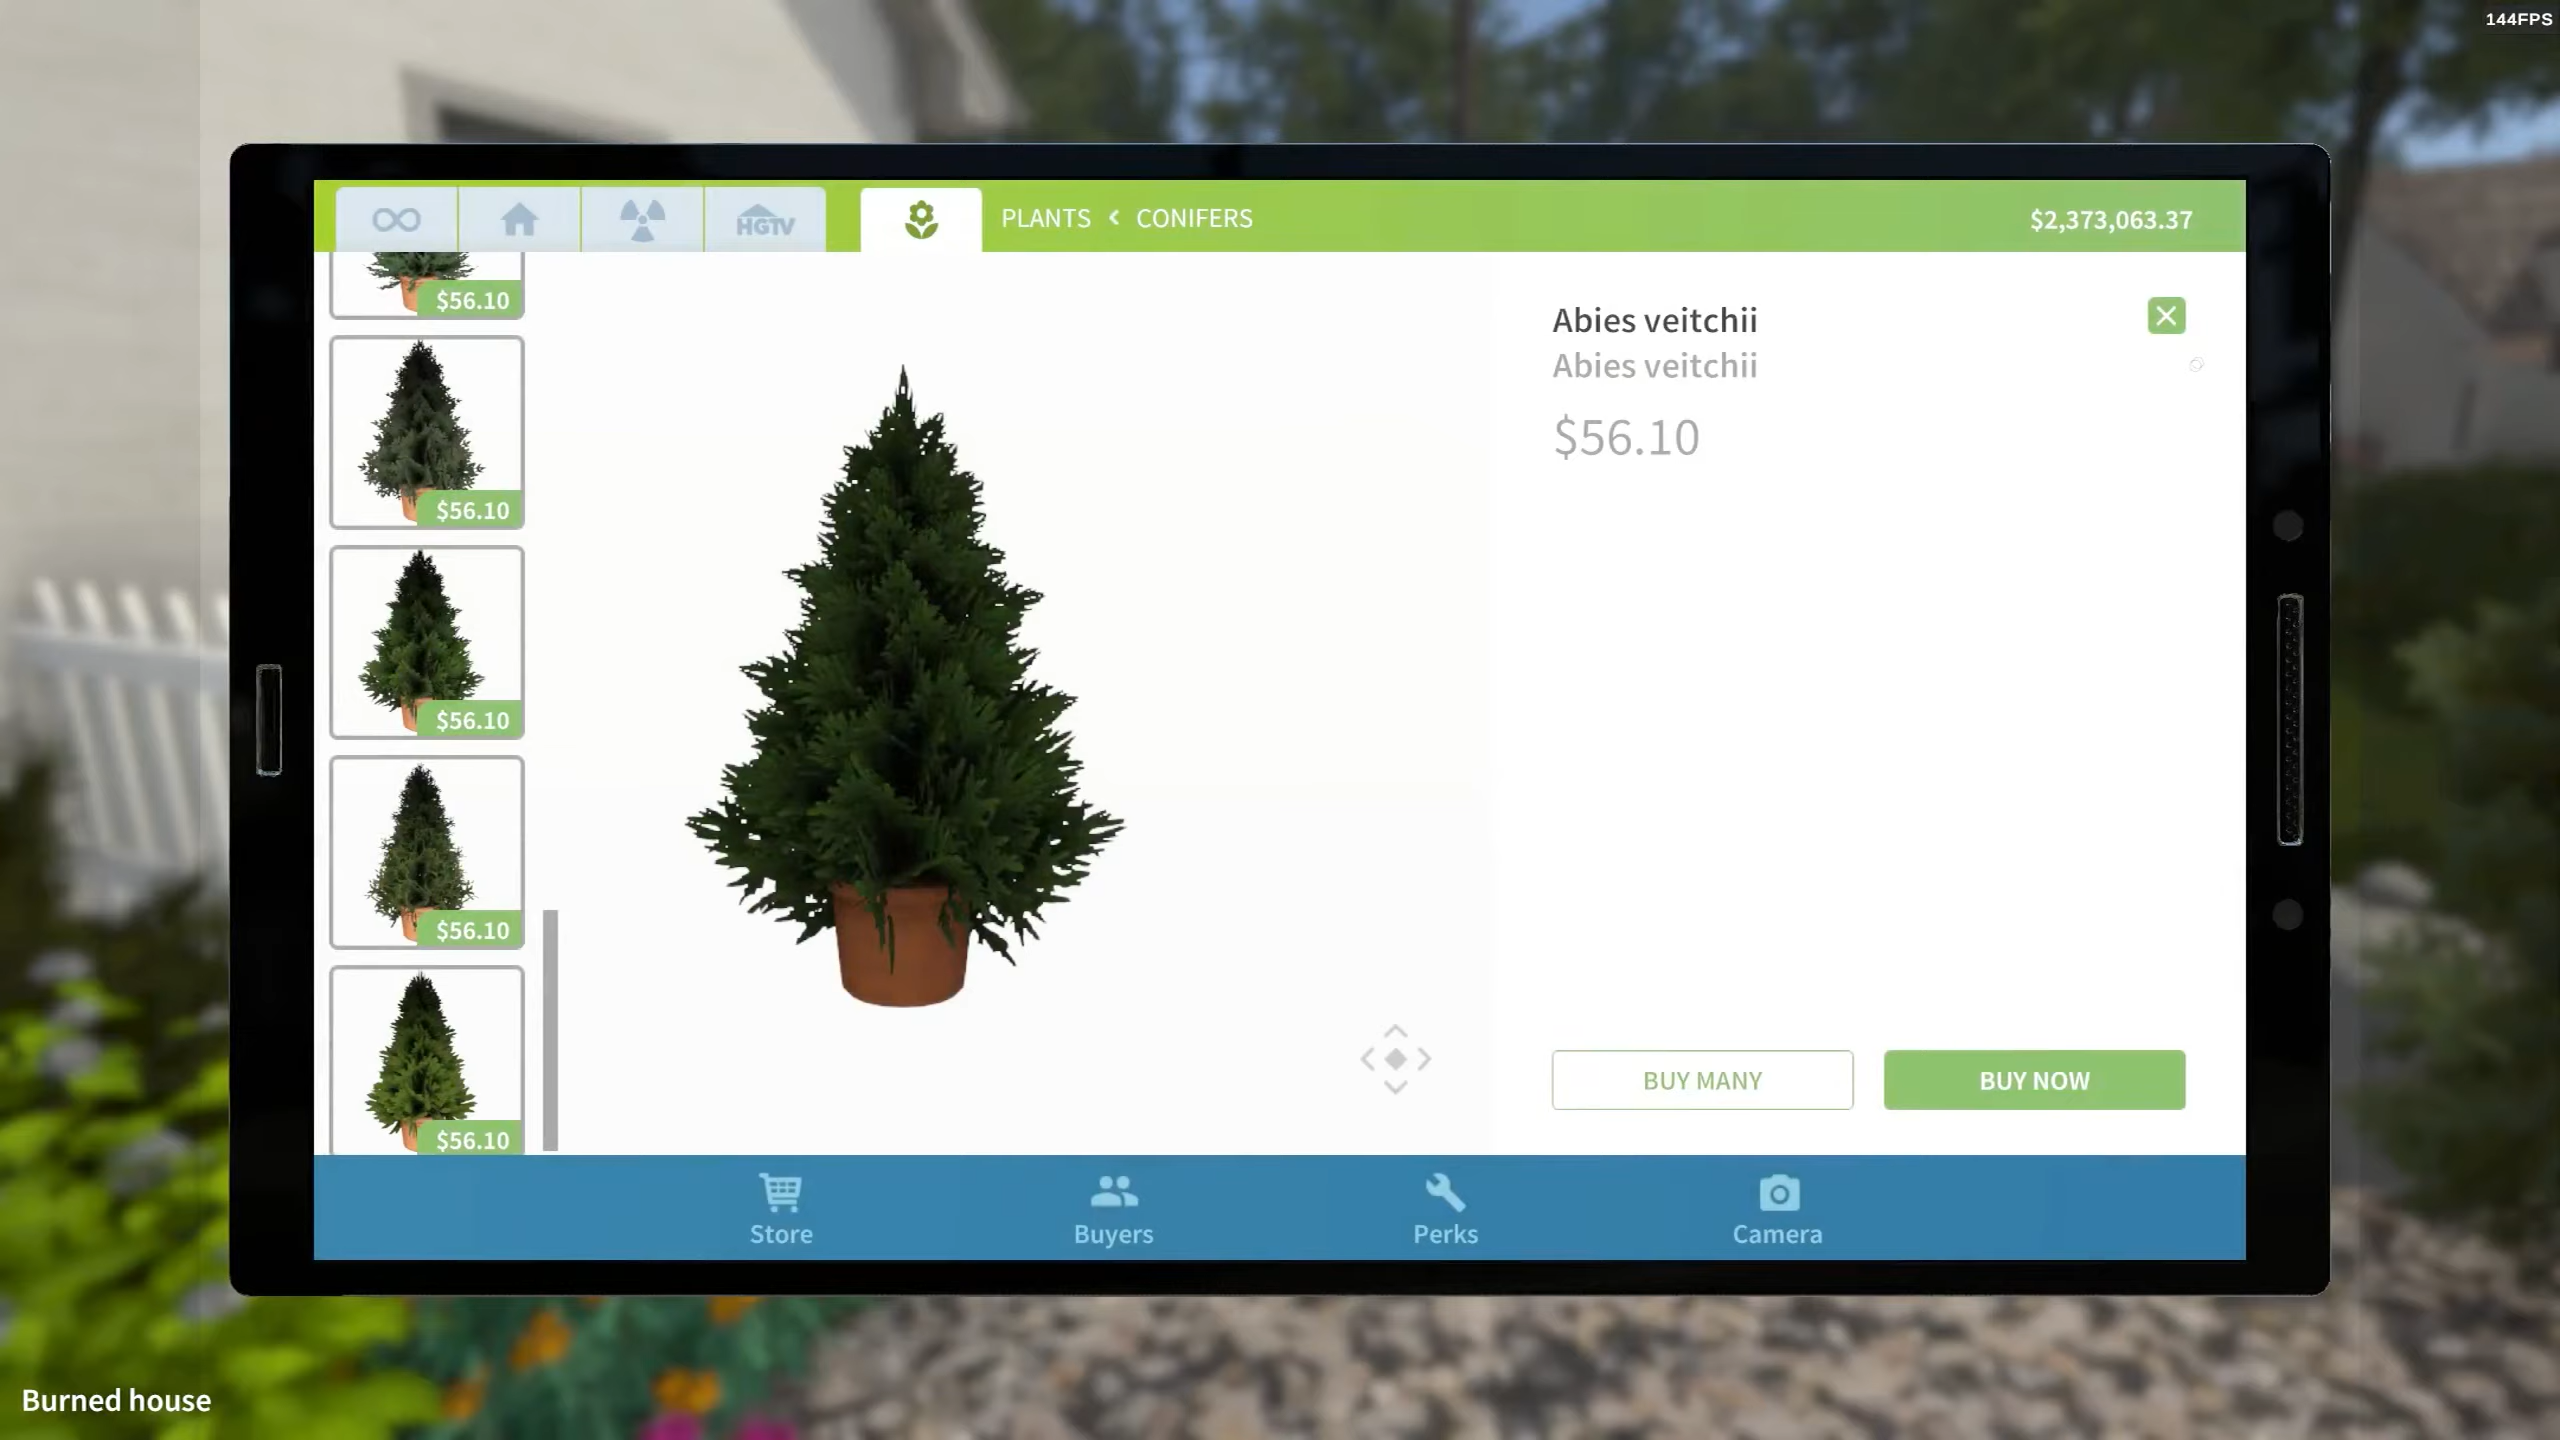 144FPS
HGTV
PLANTS < CONIFERS
$2,373,063.37
$56.10
$56.10
$56.10
$56.10
$56.10
Abies veitchii
Abies veitchii
$56.10
BUY MANY
BUY NOW
Store
Buyers
Perks
Camera
Burned house